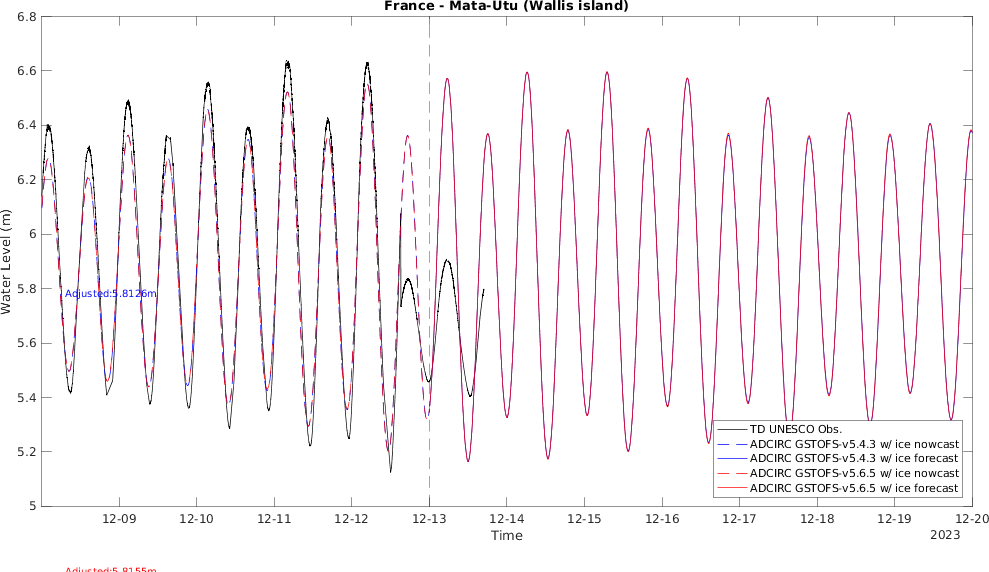 France - Mata-Utu (Wallis island)
6.8
6.6
6.4
6.2
6
5.8
5.6
5.4
5.2
5
Water Level (m)
Adjusted:5.8126m
TD UNESCO Obs.
ADCIRC GSTOFS-v5.4.3 w/ ice nowcast
ADCIRC GSTOFS-v5.4.3 w/ ice forecast
ADCIRC GSTOFS-v5.6.5 w/ ice nowcast
ADCIRC GSTOFS-v5.6.5 w/ ice forecast
12-09 12-10 12-11 12-12 12-13 12-14 12-15 12-16 12-17 12-18 12-19 12-20
Time
2023
Adjusted:5.8155m